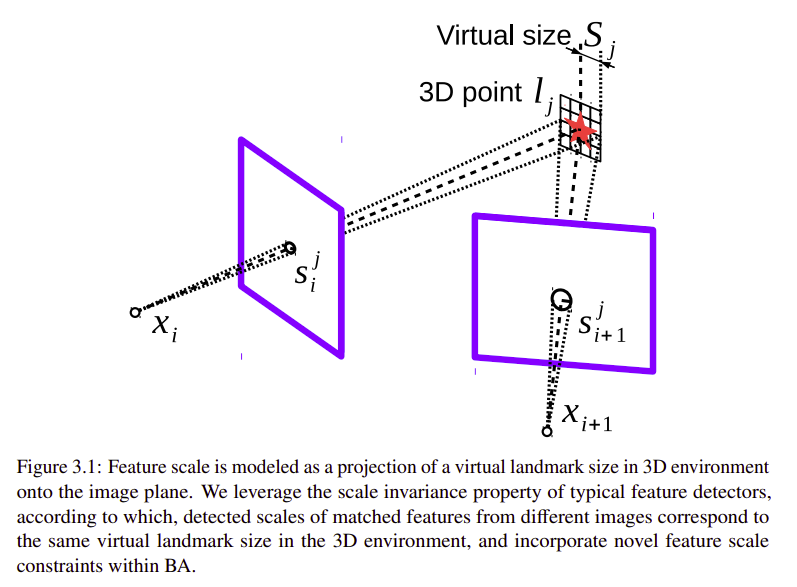 Virtual size S_j
3D point l_j
s_i^j
x_i
s_{i+1}^j
x_{i+1}
Figure 3.1: Feature scale is modeled as a projection of a virtual landmark size in 3D environment
onto the image plane. We leverage the scale invariance property of typical feature detectors,
according to which, detected scales of matched features from different images correspond to
the same virtual landmark size in the 3D environment, and incorporate novel feature scale
constraints within BA.